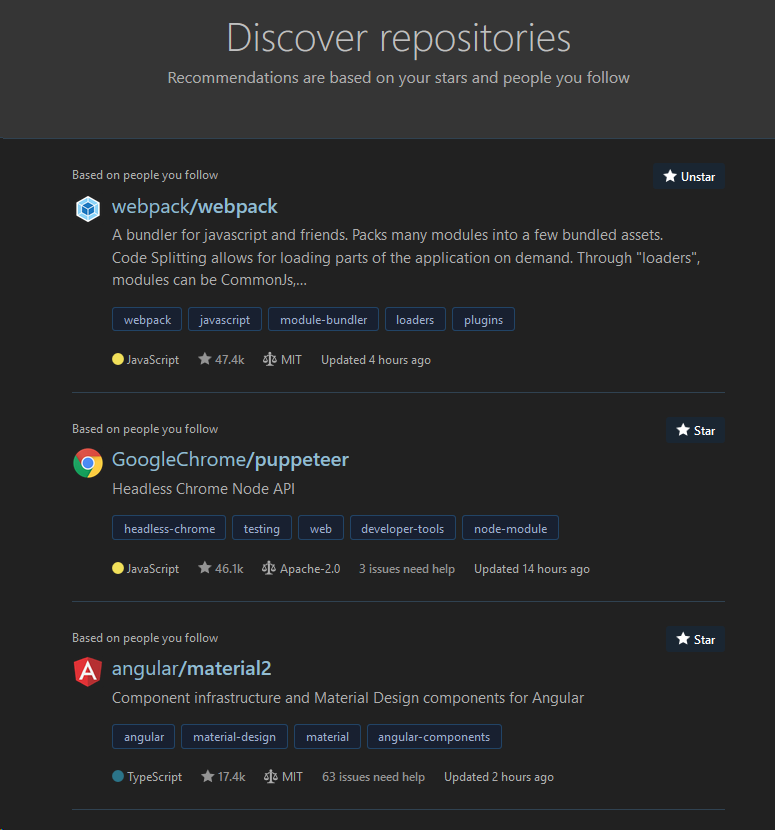 Discover repositories
Recommendations are based on your stars and people you follow
Based on people you follow
Unstar
webpack/webpack
A bundler for javascript and friends. Packs many modules into a few bundled assets.
Code Splitting allows for loading parts of the application on demand. Through "loaders",
modules can be CommonJs,...
webpack javascript module-bundler loaders plugins
JavaScript 47.4k MIT Updated 4 hours ago
Based on people you follow
Star
GoogleChrome/puppeteer
Headless Chrome Node API
headless-chrome testing web developer-tools node-module
JavaScript 46.1k Apache-2.0 3 issues need help Updated 14 hours ago
Based on people you follow
Star
angular/material2
Component infrastructure and Material Design components for Angular
angular material-design material angular-components
TypeScript 17.4k MIT 63 issues need help Updated 2 hours ago